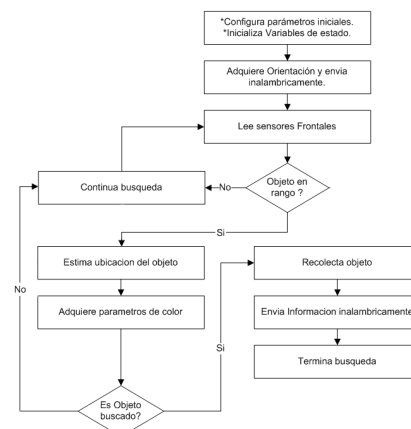 *Configura parámetros iniciales.
*Inicializa Variables de estado.
Adquiere Orientación y envia
inalambricamente.
Lee sensores Frontales
Objeto en
rango ?
No
Continua busqueda
Si
Estima ubicacion del objeto
Adquiere parametros de color
Es Objeto
buscado?
No
Si
Recolecta objeto
Envia Informacion inalambricamente
Termina busqueda